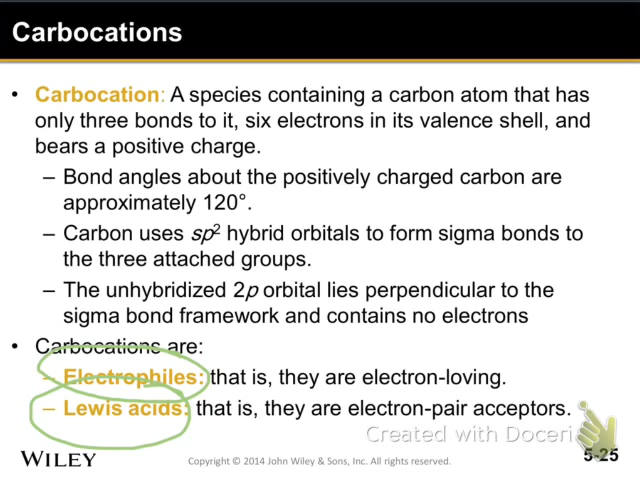 Carbocations
• Carbocation: A species containing a carbon atom that has
only three bonds to it, six electrons in its valence shell, and
bears a positive charge.
– Bond angles about the positively charged carbon are
approximately 120°.
– Carbon uses sp² hybrid orbitals to form sigma bonds to
the three attached groups.
– The unhybridized 2p orbital lies perpendicular to the
sigma bond framework and contains no electrons
• Carbocations are:
– Electrophiles: that is, they are electron-loving.
– Lewis acids: that is, they are electron-pair acceptors.
Created with Doceri
WILEY
Copyright © 2014 John Wiley & Sons, Inc. All rights reserved.
5-25